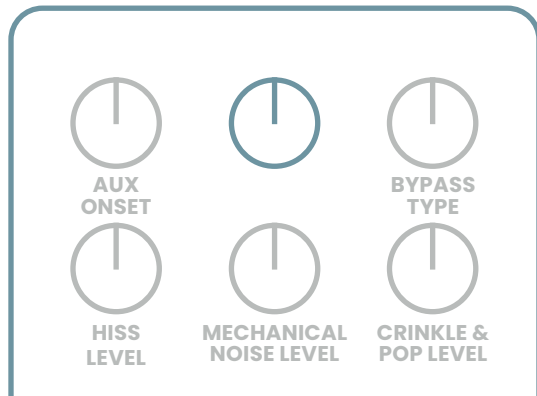 AUX
ONSET
BYPASS
TYPE
HISS
LEVEL
MECHANICAL
NOISE LEVEL
CRINKLE &
POP LEVEL